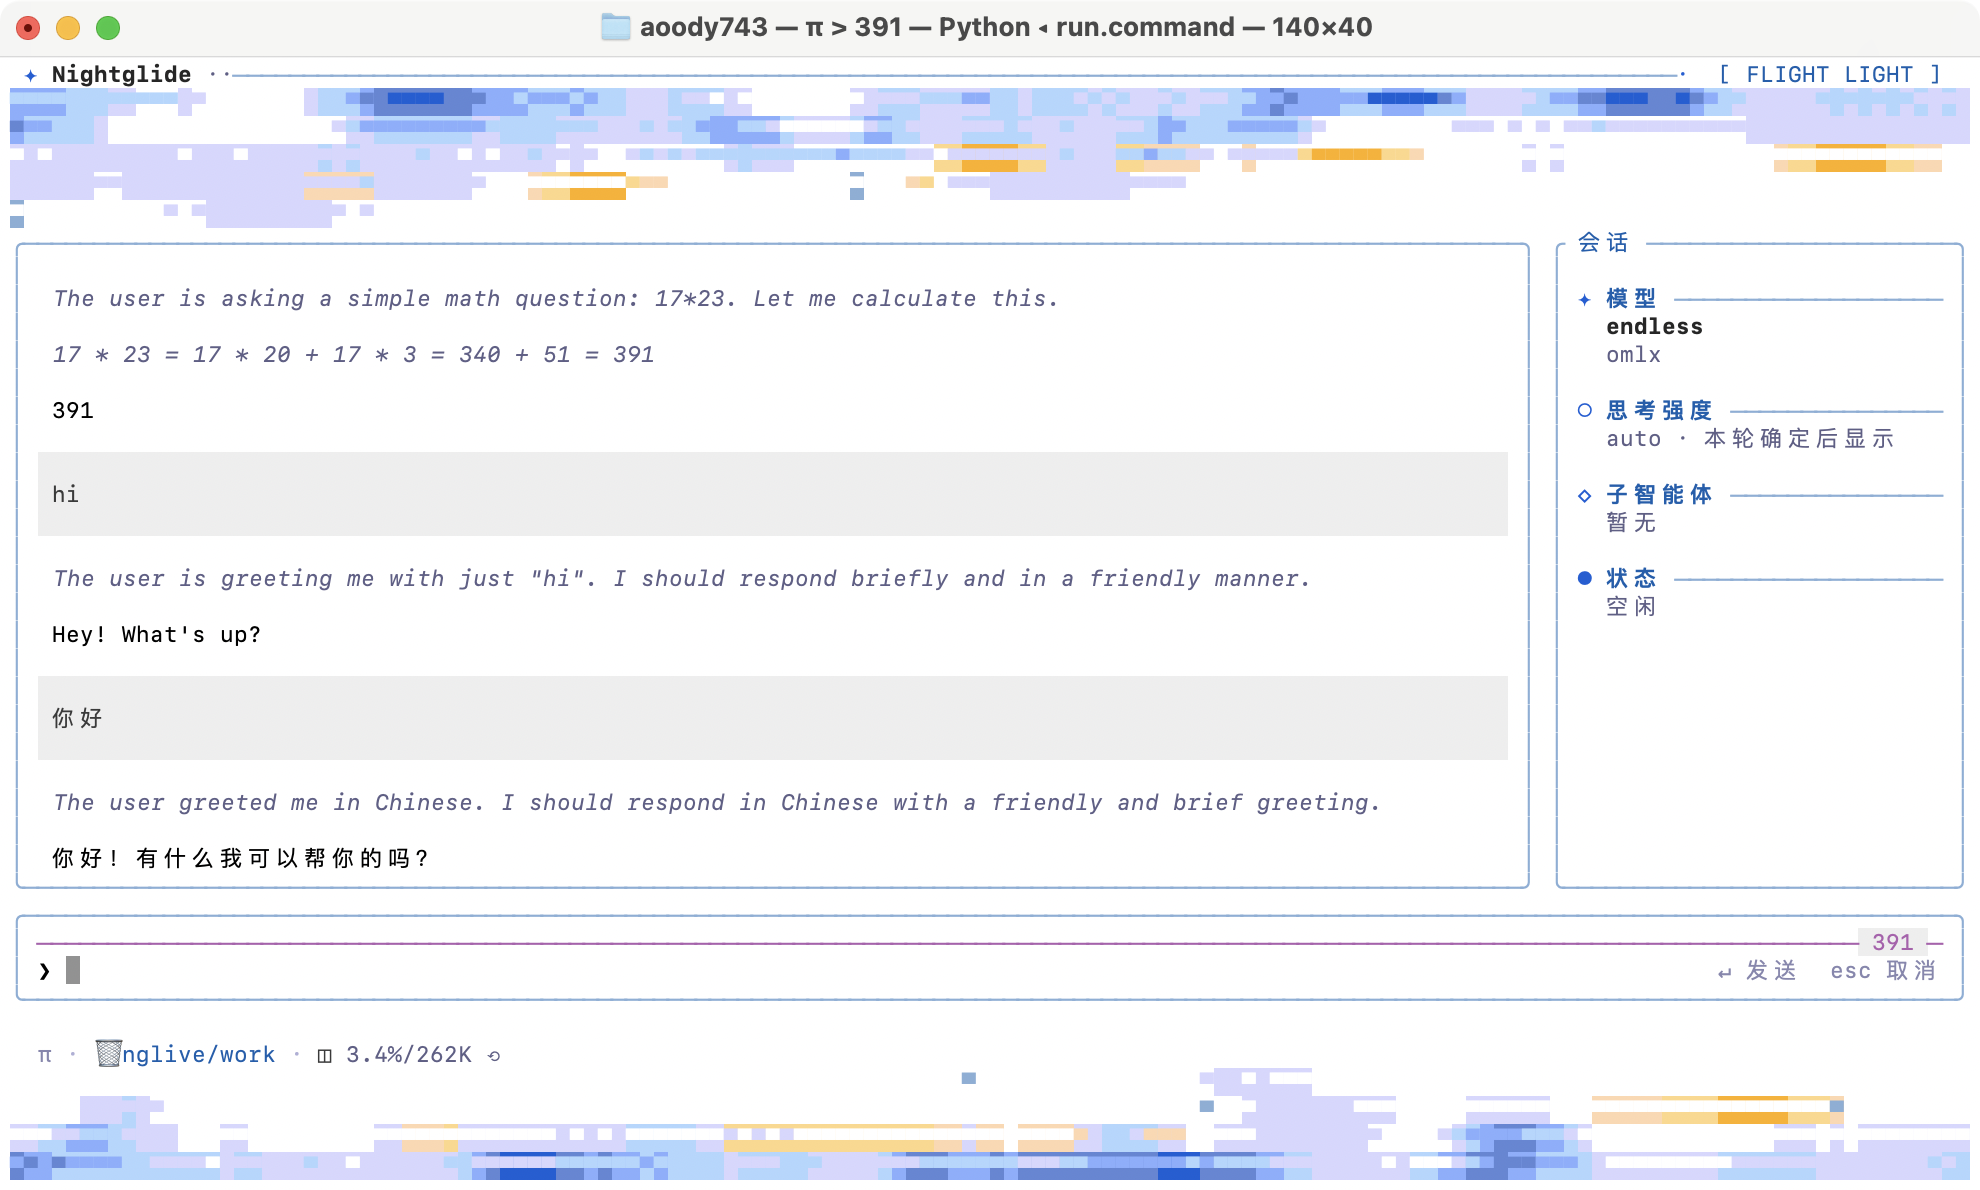 aoody743 — π > 391 — Python ◂ run.command — 140×40
✦ Nightglide ·· · [ FLIGHT LIGHT ]
The user is asking a simple math question: 17*23. Let me calculate this.
17 * 23 = 17 * 20 + 17 * 3 = 340 + 51 = 391
391
hi
The user is greeting me with just "hi". I should respond briefly and in a friendly manner.
Hey! What's up?
你好
The user greeted me in Chinese. I should respond in Chinese with a friendly and brief greeting.
你好！有什么我可以帮你的吗？
会话
✦ 模型
endless
omlx
○ 思考强度
auto · 本轮确定后显示
◇ 子智能体
暂无
● 状态
空闲
391
❯
↵ 发送 esc 取消
π · 🗑nglive/work · ◫ 3.4%/262K ⟲